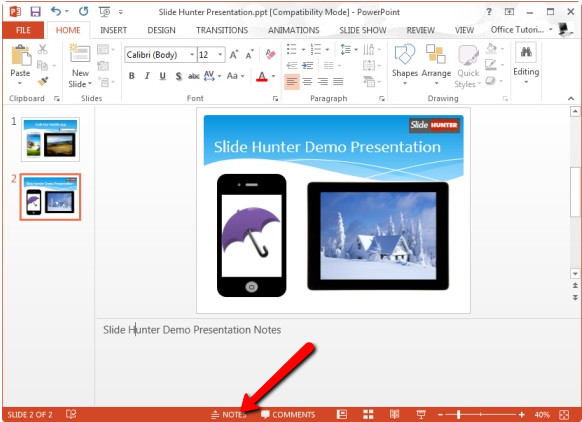 Slide Hunter Presentation.ppt [Compatibility Mode] - PowerPoint
FILE HOME INSERT DESIGN TRANSITIONS ANIMATIONS SLIDE SHOW REVIEW VIEW Office Tutori...
Calibri (Body) 12
Paste New Slide B I U S abc AV Aa A Shapes Arrange Quick Styles Editing
Clipboard Slides Font Paragraph Drawing
1
2
Slide HUNTER
Slide Hunter Demo Presentation
Slide Hunter Demo Presentation Notes
SLIDE 2 OF 2 NOTES COMMENTS 40%